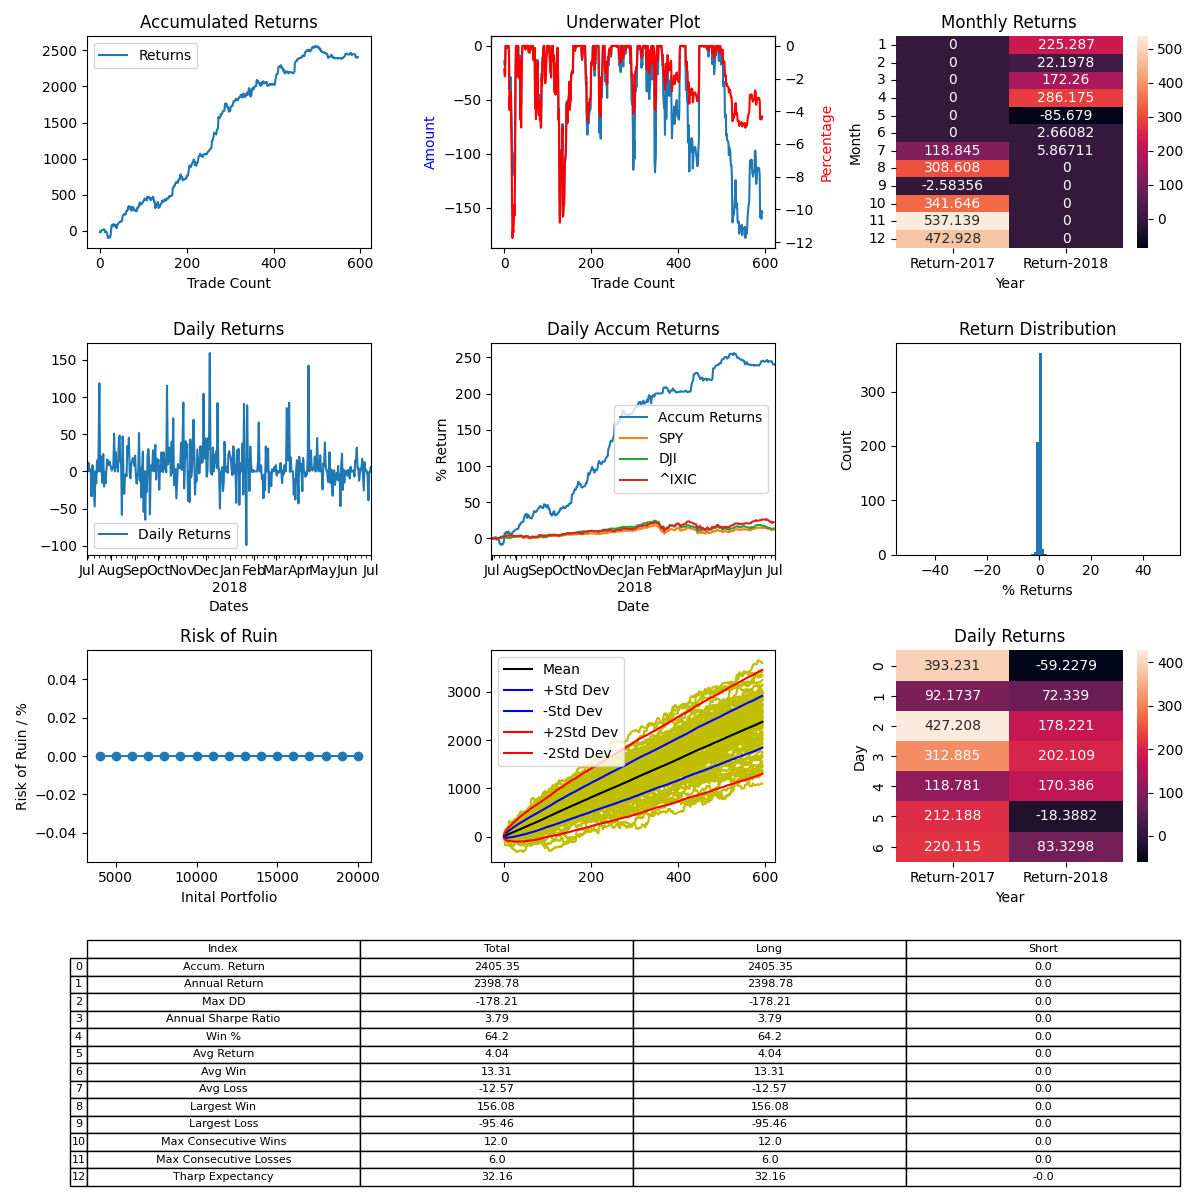 Accumulated Returns
Returns
2500
2000
1500
1000
500
0
0 200 400 600
Trade Count
Underwater Plot
Amount
0
−50
−100
−150
0
−2
−4
−6
−8
−10
−12
Percentage
0 200 400 600
Trade Count
Monthly Returns
Month
1 0 225.287
2 0 22.1978
3 0 172.26
4 0 286.175
5 0 -85.679
6 0 2.66082
7 118.845 5.86711
8 308.608 0
9 -2.58356 0
10 341.646 0
11 537.139 0
12 472.928 0
Return-2017 Return-2018
Year
500
400
300
200
100
0
Daily Returns
150
100
50
0
−50
−100
Daily Returns
Jul Aug Sep Oct Nov Dec Jan Feb Mar Apr May Jun Jul
2018
Dates
Daily Accum Returns
% Return
250
200
150
100
50
0
Accum Returns
SPY
DJI
^IXIC
Jul Aug Sep Oct Nov Dec Jan Feb Mar Apr May Jun Jul
2018
Date
Return Distribution
Count
300
200
100
0
−40 −20 0 20 40
% Returns
Risk of Ruin
Risk of Ruin / %
0.04
0.02
0.00
−0.02
−0.04
5000 10000 15000 20000
Inital Portfolio
Mean
+Std Dev
-Std Dev
+2Std Dev
-2Std Dev
3000
2000
1000
0
0 200 400 600
Daily Returns
Day
0 393.231 -59.2279
1 92.1737 72.339
2 427.208 178.221
3 312.885 202.109
4 118.781 170.386
5 212.188 -18.3882
6 220.115 83.3298
Return-2017 Return-2018
Year
400
300
200
100
0
Index Total Long Short
0 Accum. Return 2405.35 2405.35 0.0
1 Annual Return 2398.78 2398.78 0.0
2 Max DD -178.21 -178.21 0.0
3 Annual Sharpe Ratio 3.79 3.79 0.0
4 Win % 64.2 64.2 0.0
5 Avg Return 4.04 4.04 0.0
6 Avg Win 13.31 13.31 0.0
7 Avg Loss -12.57 -12.57 0.0
8 Largest Win 156.08 156.08 0.0
9 Largest Loss -95.46 -95.46 0.0
10 Max Consecutive Wins 12.0 12.0 0.0
11 Max Consecutive Losses 6.0 6.0 0.0
12 Tharp Expectancy 32.16 32.16 -0.0